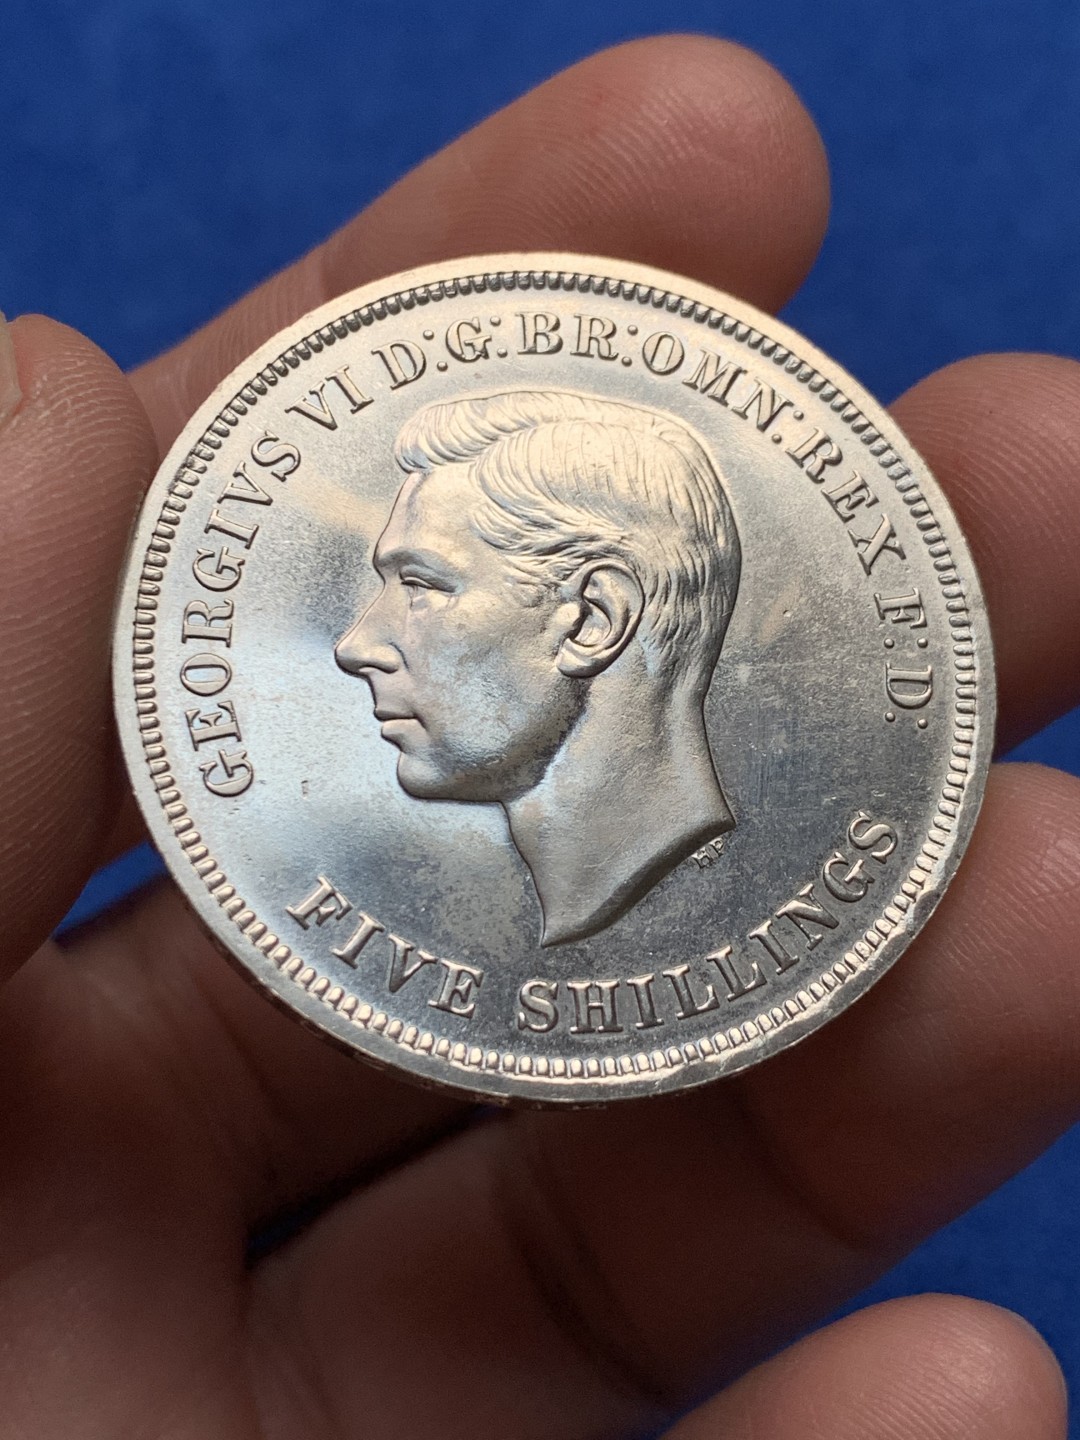 GEORGIVS VI D:G:BR:OMN:REX F:D:
FIVE SHILLINGS
HP